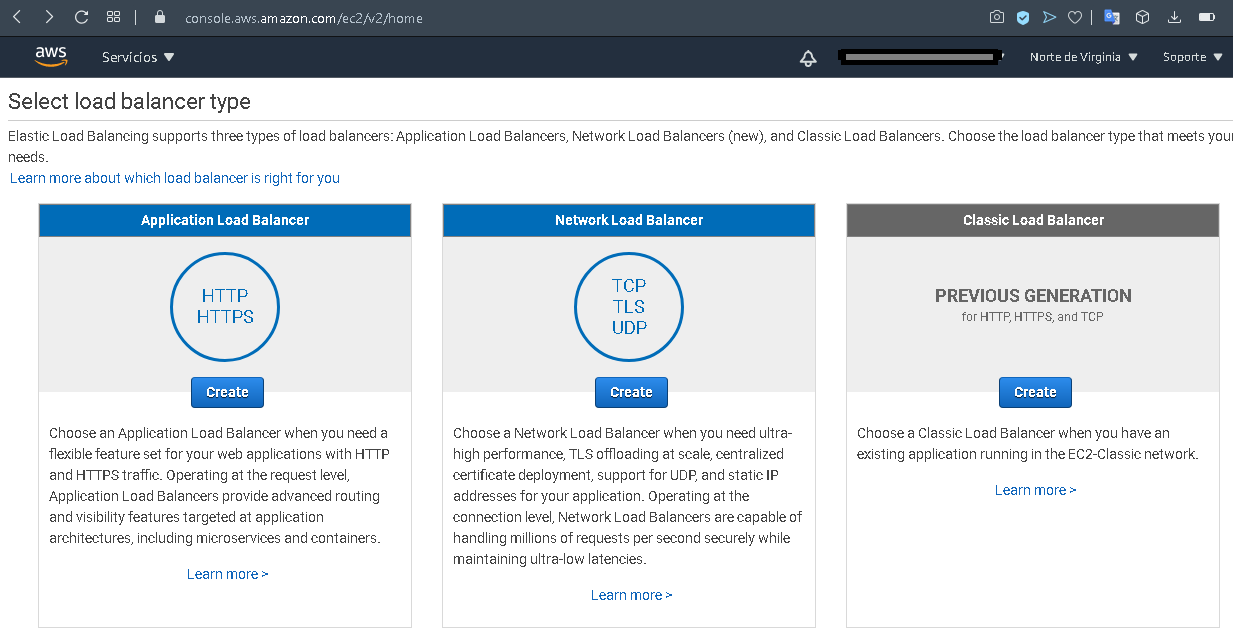 console.aws.amazon.com/ec2/v2/home
aws
Servicios
Norte de Virginia
Soporte
Select load balancer type
Elastic Load Balancing supports three types of load balancers: Application Load Balancers, Network Load Balancers (new), and Classic Load Balancers. Choose the load balancer type that meets your
needs.
Learn more about which load balancer is right for you
Application Load Balancer
HTTP
HTTPS
Create
Choose an Application Load Balancer when you need a
flexible feature set for your web applications with HTTP
and HTTPS traffic. Operating at the request level,
Application Load Balancers provide advanced routing
and visibility features targeted at application
architectures, including microservices and containers.
Learn more >
Network Load Balancer
TCP
TLS
UDP
Create
Choose a Network Load Balancer when you need ultra-
high performance, TLS offloading at scale, centralized
certificate deployment, support for UDP, and static IP
addresses for your application. Operating at the
connection level, Network Load Balancers are capable of
handling millions of requests per second securely while
maintaining ultra-low latencies.
Learn more >
Classic Load Balancer
PREVIOUS GENERATION
for HTTP, HTTPS, and TCP
Create
Choose a Classic Load Balancer when you have an
existing application running in the EC2-Classic network.
Learn more >